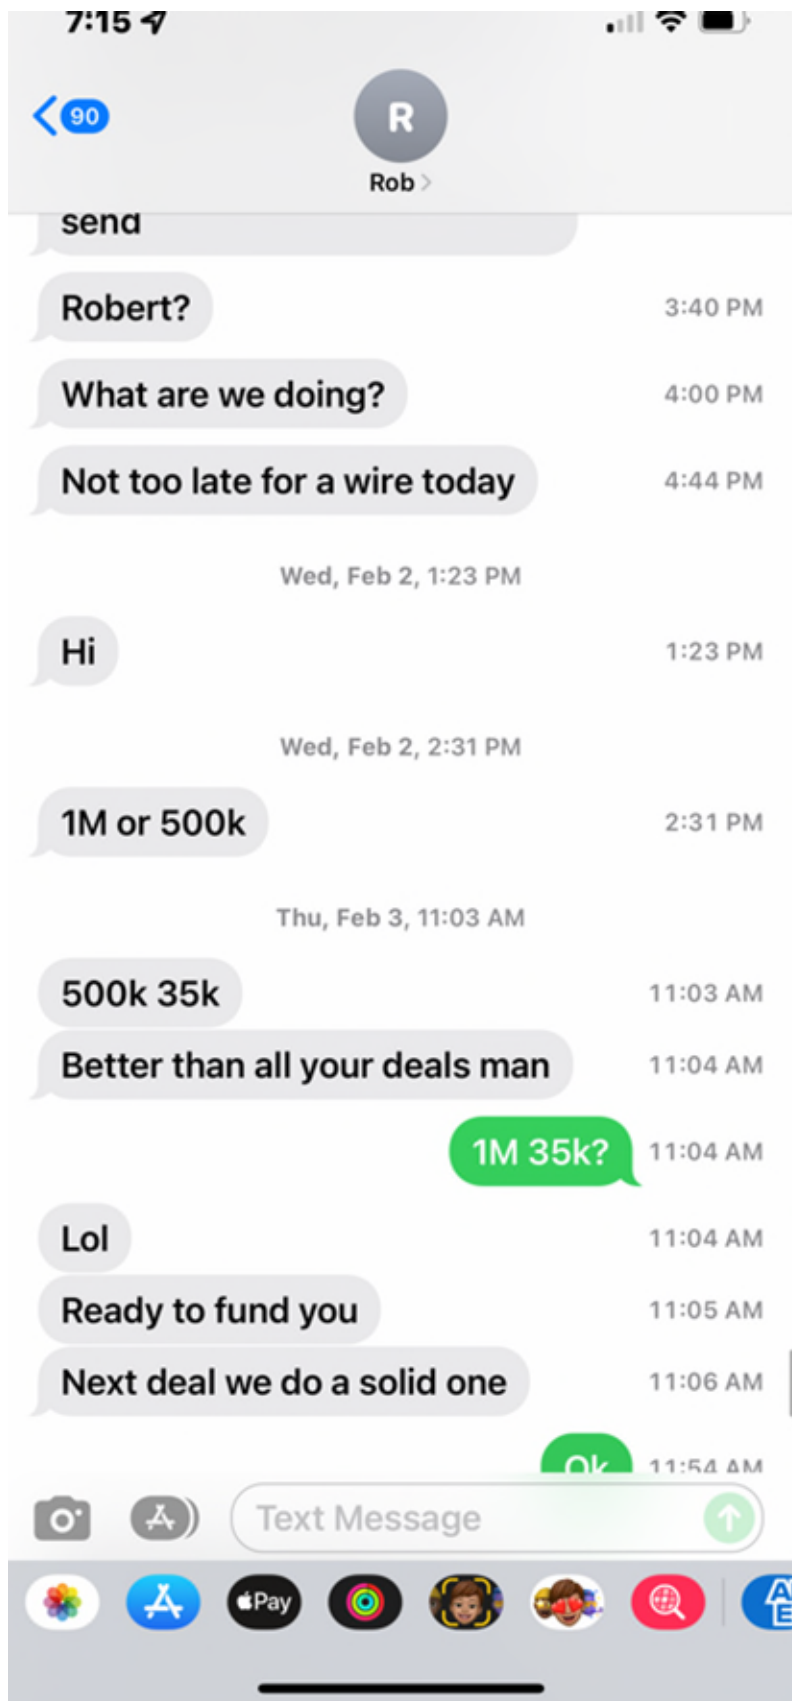 7:15
90
R
Rob
send
Robert?
3:40 PM
What are we doing?
4:00 PM
Not too late for a wire today
4:44 PM
Wed, Feb 2, 1:23 PM
Hi
1:23 PM
Wed, Feb 2, 2:31 PM
1M or 500k
2:31 PM
Thu, Feb 3, 11:03 AM
500k 35k
11:03 AM
Better than all your deals man
11:04 AM
1M 35k?
11:04 AM
Lol
11:04 AM
Ready to fund you
11:05 AM
Next deal we do a solid one
11:06 AM
Ok
11:54 AM
Text Message
Pay